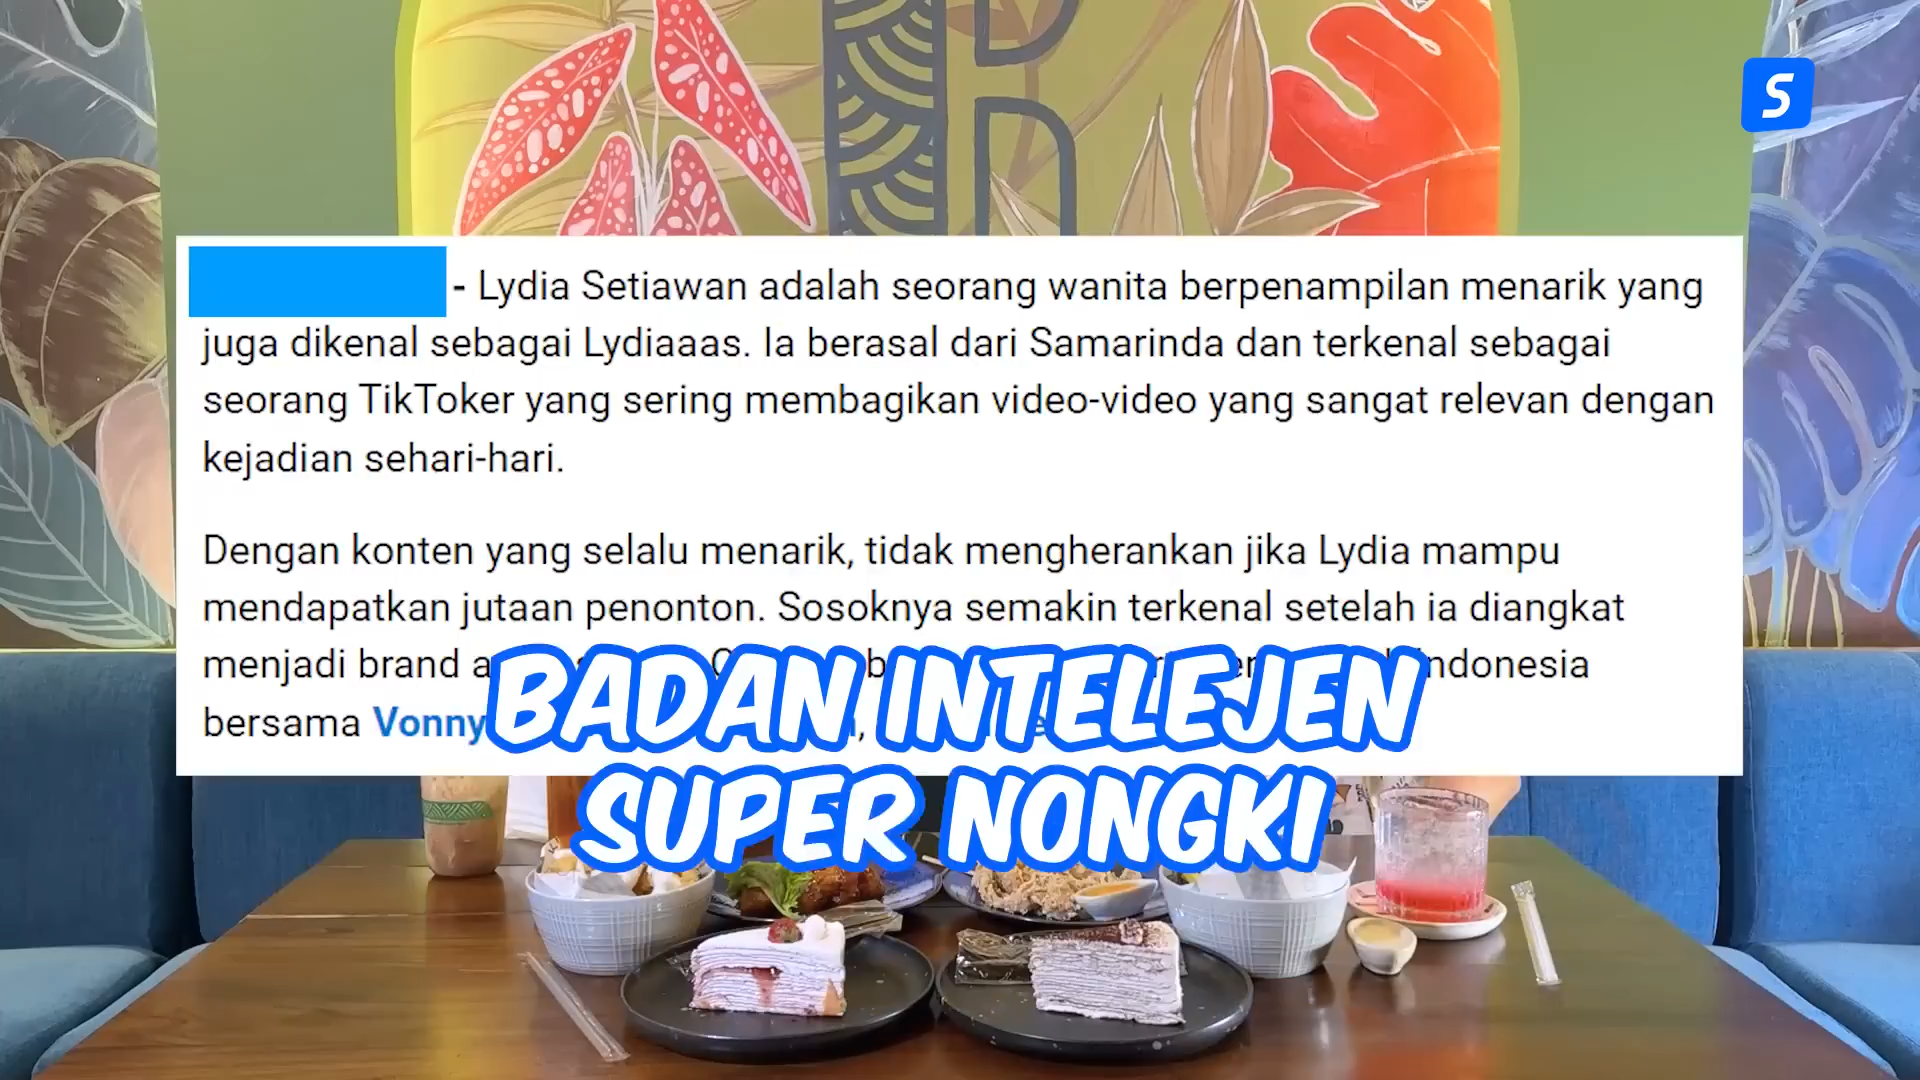 S
- Lydia Setiawan adalah seorang wanita berpenampilan menarik yang
juga dikenal sebagai Lydiaaas. Ia berasal dari Samarinda dan terkenal sebagai
seorang TikToker yang sering membagikan video-video yang sangat relevan dengan
kejadian sehari-hari.
Dengan konten yang selalu menarik, tidak mengherankan jika Lydia mampu
mendapatkan jutaan penonton. Sosoknya semakin terkenal setelah ia diangkat
menjadi brand Indonesia
bersama Vonny
BADAN INTELEJEN
SUPER NONGKI